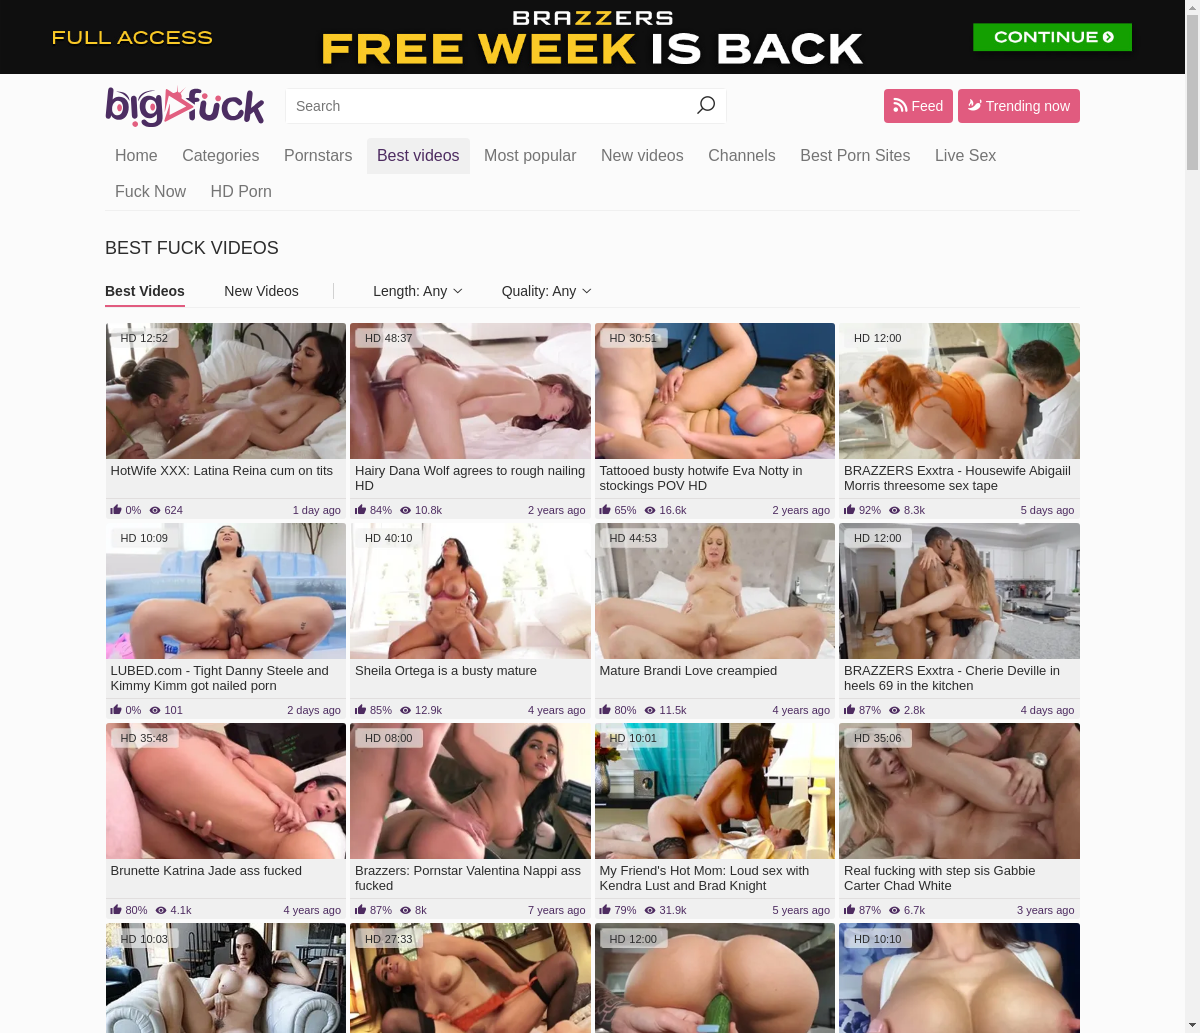 FULL ACCESS
BRAZZERS
FREE WEEK IS BACK
CONTINUE
big fuck
Search
Feed
Trending now
Home Categories Pornstars Best videos Most popular New videos Channels Best Porn Sites Live Sex
Fuck Now HD Porn
BEST FUCK VIDEOS
Best Videos New Videos Length: Any Quality: Any
HD 12:52
HotWife XXX: Latina Reina cum on tits
0% 624 1 day ago
HD 48:37
Hairy Dana Wolf agrees to rough nailing
HD
84% 10.8k 2 years ago
HD 30:51
Tattooed busty hotwife Eva Notty in
stockings POV HD
65% 16.6k 2 years ago
HD 12:00
BRAZZERS Exxtra - Housewife Abigaiil
Morris threesome sex tape
92% 8.3k 5 days ago
HD 10:09
LUBED.com - Tight Danny Steele and
Kimmy Kimm got nailed porn
0% 101 2 days ago
HD 40:10
Sheila Ortega is a busty mature
85% 12.9k 4 years ago
HD 44:53
Mature Brandi Love creampied
80% 11.5k 4 years ago
HD 12:00
BRAZZERS Exxtra - Cherie Deville in
heels 69 in the kitchen
87% 2.8k 4 days ago
HD 35:48
Brunette Katrina Jade ass fucked
80% 4.1k 4 years ago
HD 08:00
Brazzers: Pornstar Valentina Nappi ass
fucked
87% 8k 7 years ago
HD 10:01
My Friend's Hot Mom: Loud sex with
Kendra Lust and Brad Knight
79% 31.9k 5 years ago
HD 35:06
Real fucking with step sis Gabbie
Carter Chad White
87% 6.7k 3 years ago
HD 10:03
HD 27:33
HD 12:00
HD 10:10